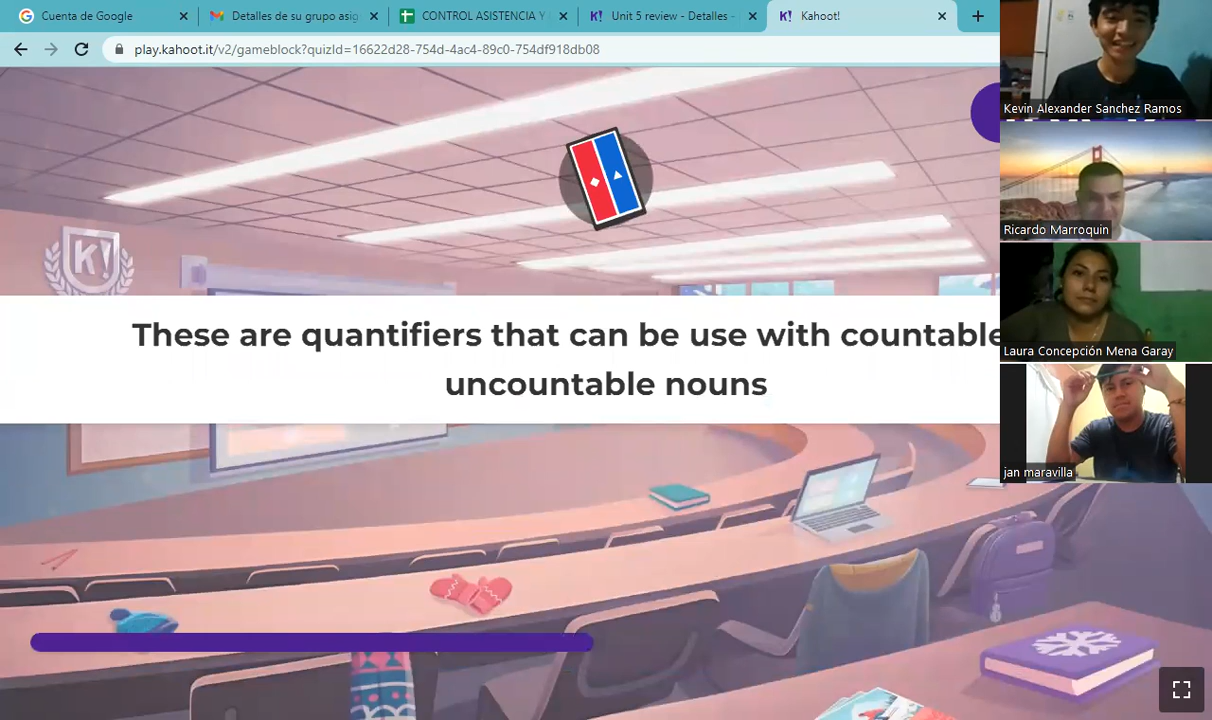 Cuenta de Google
Detalles de su grupo asig
CONTROL ASISTENCIA Y
Unit 5 review - Detalles -
Kahoot!
play.kahoot.it/v2/gameblock?quizId=16622d28-754d-4ac4-89c0-754df918db08
K!
These are quantifiers that can be use with countable
uncountable nouns
Kevin Alexander Sanchez Ramos
Ricardo Marroquin
Laura Concepción Mena Garay
jan maravilla